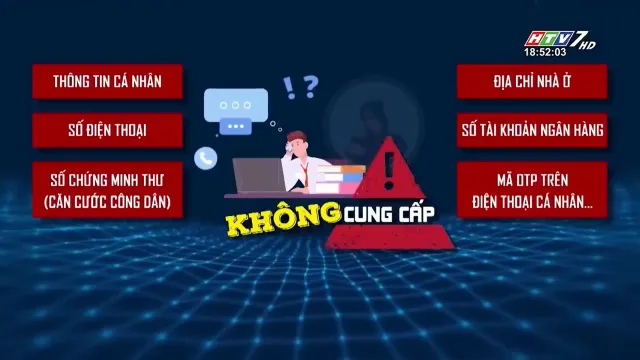 HTV7 HD
18:52:03
THÔNG TIN CÁ NHÂN
SỐ ĐIỆN THOẠI
SỐ CHỨNG MINH THƯ
(CĂN CƯỚC CÔNG DÂN)
! ?
KHÔNG CUNG CẤP
ĐỊA CHỈ NHÀ Ở
SỐ TÀI KHOẢN NGÂN HÀNG
MÃ OTP TRÊN
ĐIỆN THOẠI CÁ NHÂN...